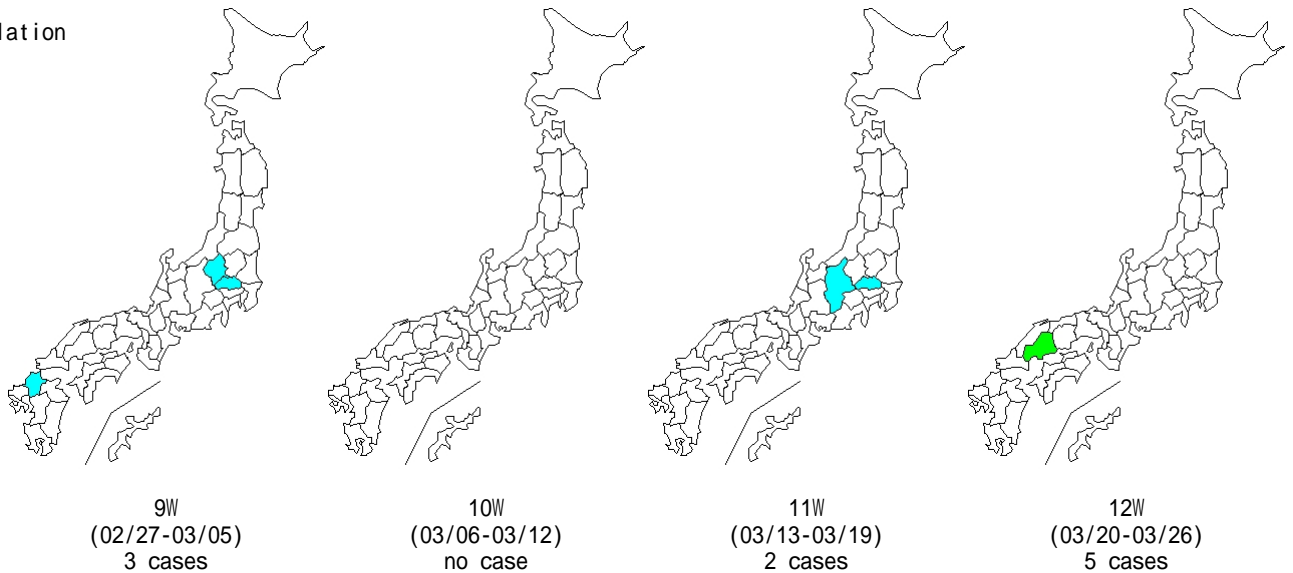 lation
9W
(02/27-03/05)
3 cases
10W
(03/06-03/12)
no case
11W
(03/13-03/19)
2 cases
12W
(03/20-03/26)
5 cases